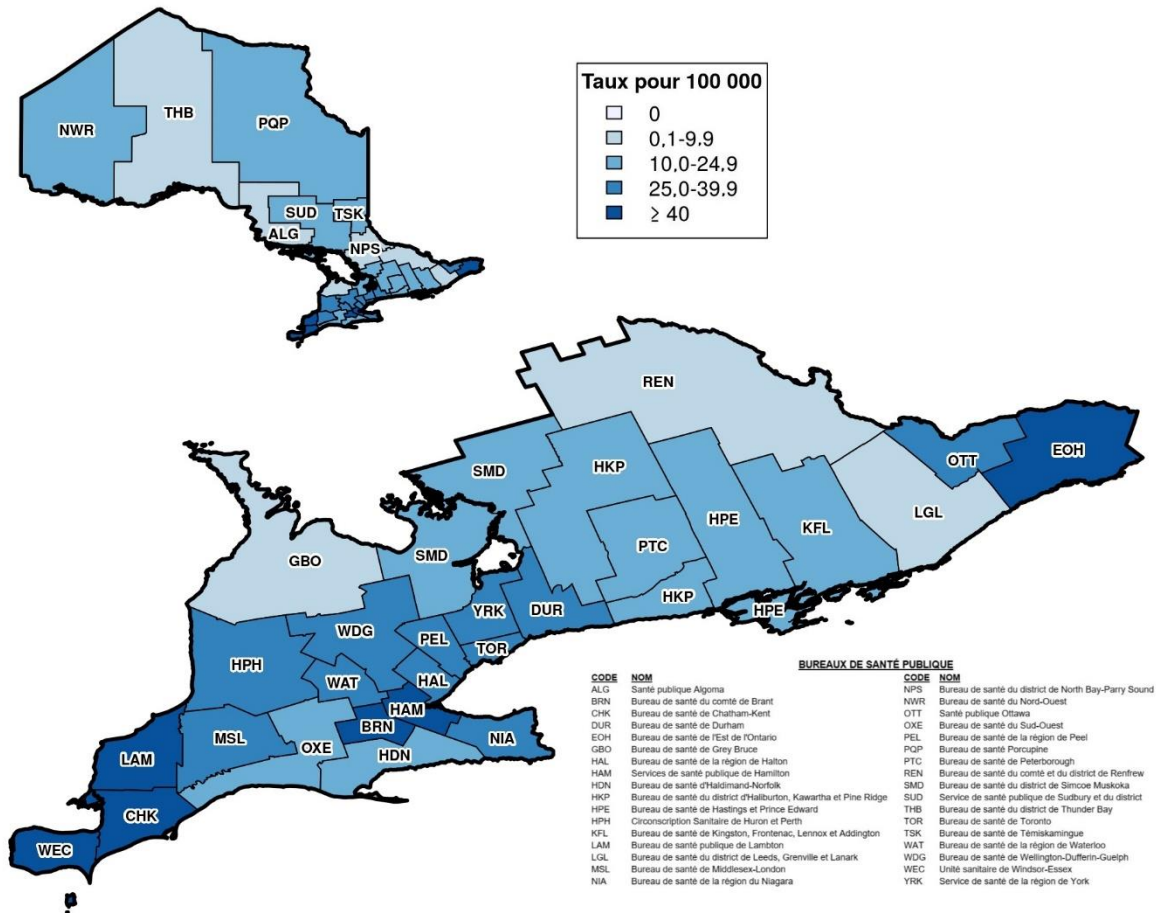 THB
NWR
PQP
SUD
TSK
ALG
NPS
Taux pour 100 000
0
0,1-9,9
10,0-24,9
25,0-39,9
≥ 40
REN
SMD
HKP
OTT
EOH
HPE
KFL
LGL
PTC
GBO
SMD
HKP
HPE
YRK
DUR
WDG
PEL
TOR
HPH
WAT
HAL
HAM
BRN
MSL
OXE
NIA
HDN
LAM
CHK
WEC
BUREAUX DE SANTÉ PUBLIQUE
CODE NOM
ALG Santé publique Algoma
BRN Bureau de santé du comté de Brant
CHK Bureau de santé de Chatham-Kent
DUR Bureau de santé de Durham
EOH Bureau de santé de l'Est de l'Ontario
GBO Bureau de santé de Grey Bruce
HAL Bureau de santé de la région de Halton
HAM Services de santé publique de Hamilton
HDN Bureau de santé d'Haldimand-Norfolk
HKP Bureau de santé du district d'Haliburton, Kawartha et Pine Ridge
HPE Bureau de santé de Hastings et Prince Edward
HPH Circonscription Sanitaire de Huron et Perth
KFL Bureau de santé de Kingston, Frontenac, Lennox et Addington
LAM Bureau de santé publique de Lambton
LGL Bureau de santé du district de Leeds, Grenville et Lanark
MSL Bureau de santé de Middlesex-London
NIA Bureau de santé de la région du Niagara
CODE NOM
NPS Bureau de santé du district de North Bay-Parry Sound
NWR Bureau de santé du Nord-Ouest
OTT Santé publique Ottawa
OXE Bureau de santé du Sud-Ouest
PEL Bureau de santé de la région de Peel
PQP Bureau de santé Porcupine
PTC Bureau de santé de Peterborough
REN Bureau de santé du comté et du district de Renfrew
SMD Bureau de santé du district de Simcoe Muskoka
SUD Service de santé publique de Sudbury et du district
THB Bureau de santé du district de Thunder Bay
TOR Bureau de santé de Toronto
TSK Bureau de santé de Témiskamingue
WAT Bureau de santé de la région de Waterloo
WDG Bureau de santé de Wellington-Dufferin-Guelph
WEC Unité sanitaire de Windsor-Essex
YRK Service de santé de la région de York